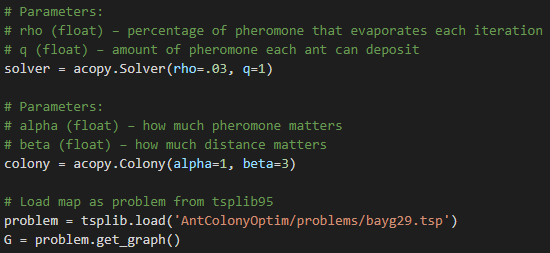 # Parameters:
# rho (float) – percentage of pheromone that evaporates each iteration
# q (float) – amount of pheromone each ant can deposit
solver = acopy.Solver(rho=.03, q=1)
# Parameters:
# alpha (float) – how much pheromone matters
# beta (float) – how much distance matters
colony = acopy.Colony(alpha=1, beta=3)
# Load map as problem from tsplib95
problem = tsplib.load('AntColonyOptim/problems/bayg29.tsp')
G = problem.get_graph()